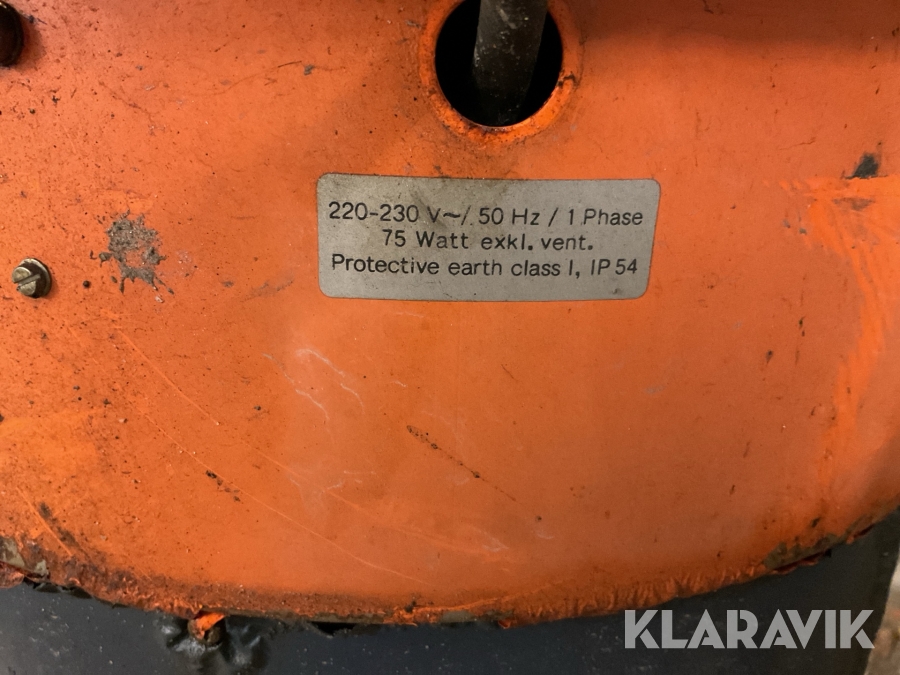 220-230 V~/ 50 Hz / 1 Phase
75 Watt exkl. vent.
Protective earth class I, IP 54
KLARAVIK